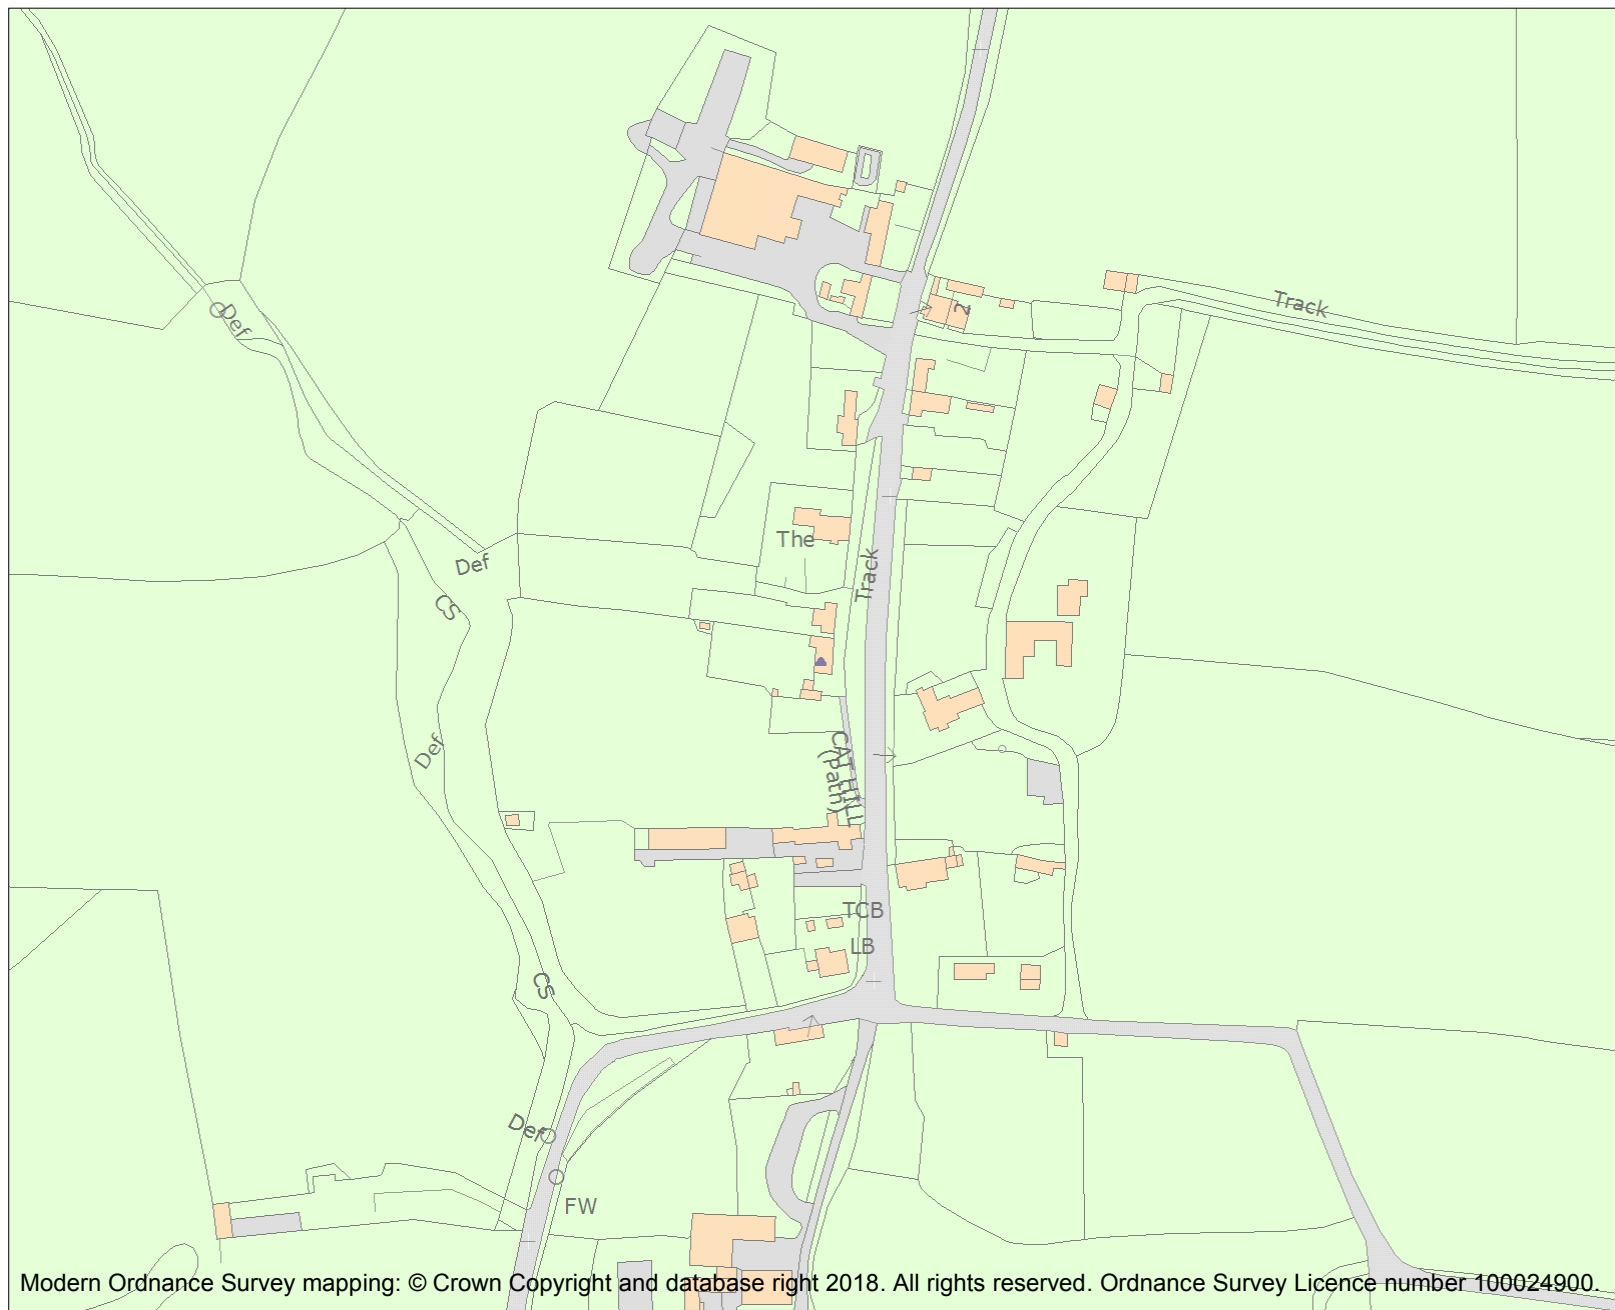 Def
2
Track
The
Track
Def
CS
CAT HILL
(Path)
Def
TCB
LB
CS
Def
FW
Modern Ordnance Survey mapping: © Crown Copyright and database right 2018. All rights reserved. Ordnance Survey Licence number 100024900.